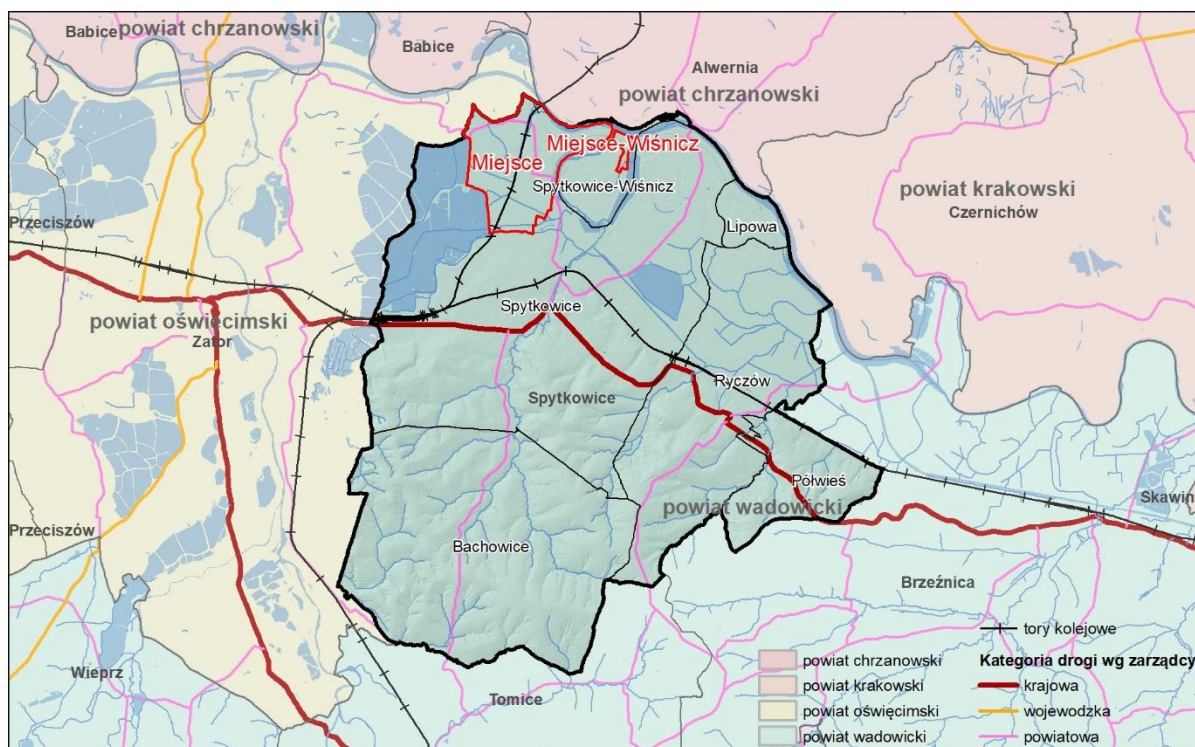 Babice
powiat chrzanowski
Babice
Alwernia
powiat chrzanowski
Miejsce
Miejsce-Wiśnicz
Spytkowice-Wiśnicz
powiat krakowski
Czernichów
Lipowa
Przeciszów
Spytkowice
powiat oświęcimski
Zator
Ryczów
Spytkowice
Półwieś
powiat wadowicki
Skawin
Przeciszów
Bachowice
Brzeźnica
Wieprz
Tomice
powiat chrzanowski
powiat krakowski
powiat oświęcimski
powiat wadowicki
tory kolejowe
Kategoria drogi wg zarządcy
krajowa
wojewodzka
powiatowa